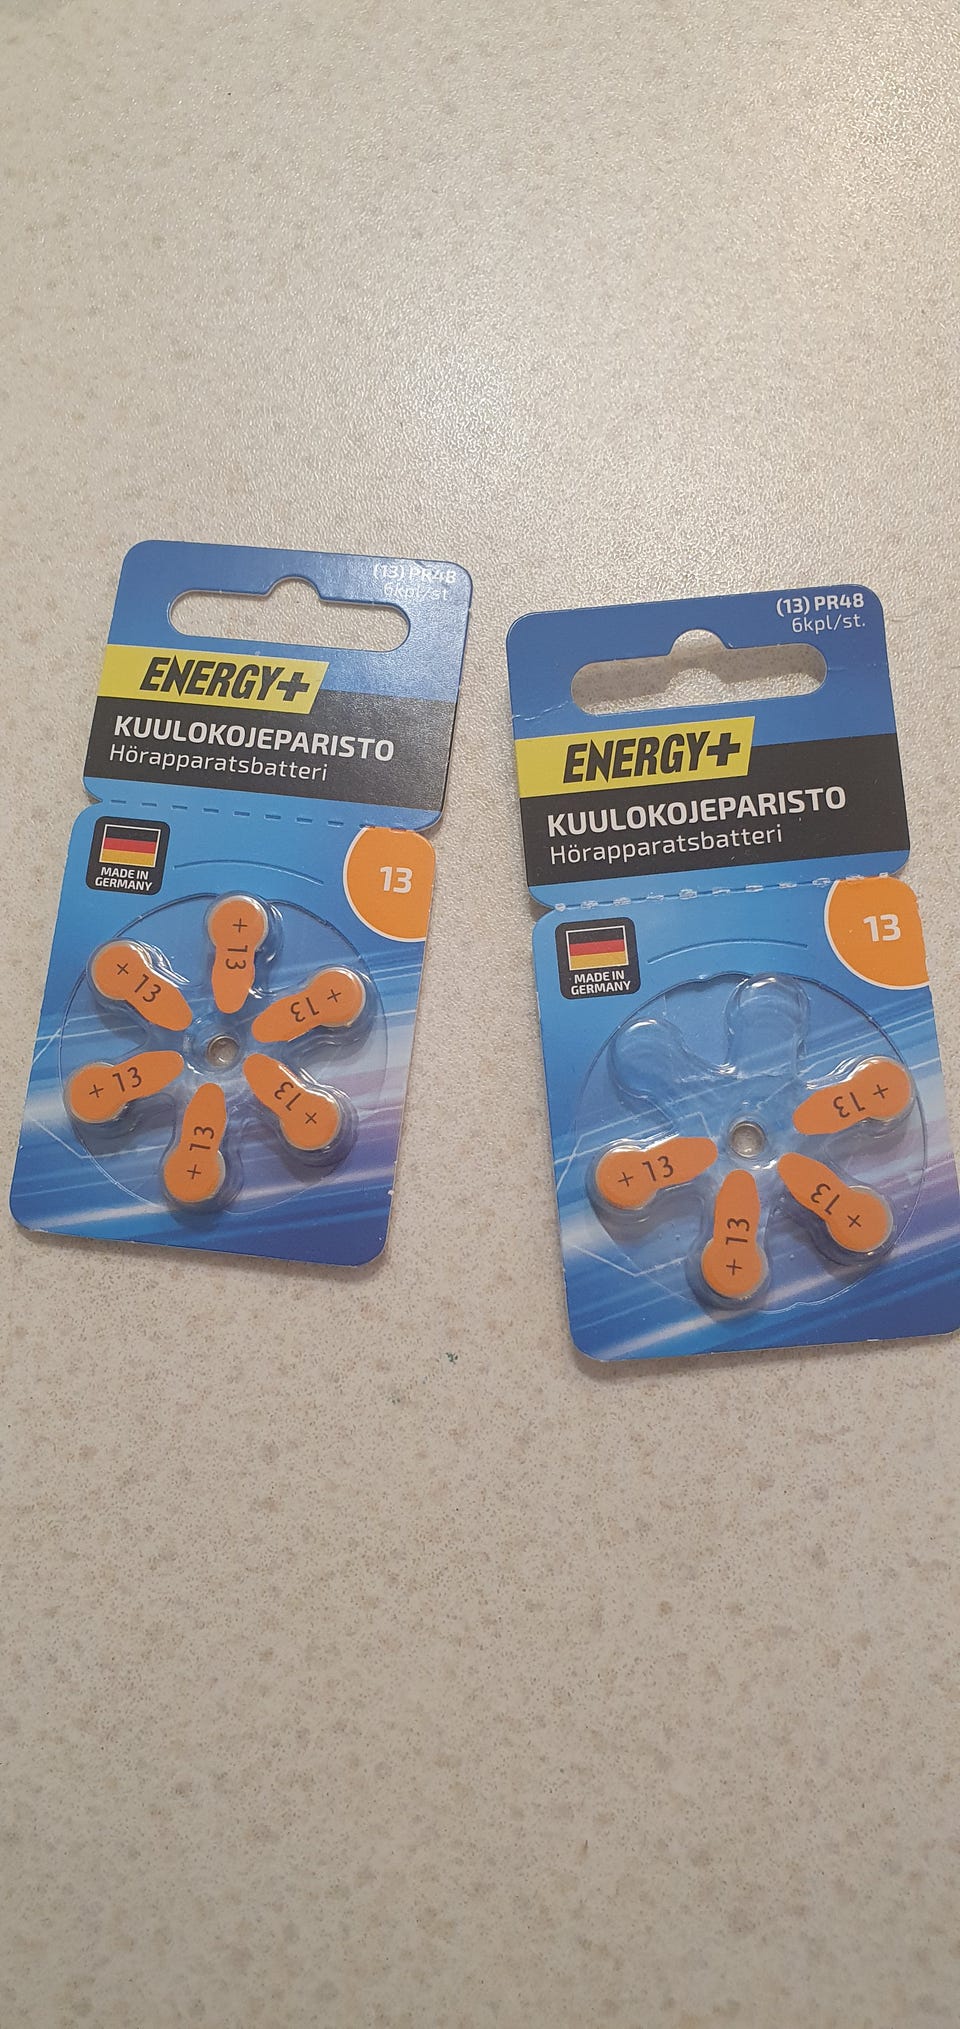 (13) PR48
6kpl/st.
ENERGY+
KUULOKOJEPARISTO
Hörapparatsbatteri
MADE IN
GERMANY
13
+ 13
+ 13
+ 13
+ 13
+ 13
+ 13
(13) PR48
6kpl/st.
ENERGY+
KUULOKOJEPARISTO
Hörapparatsbatteri
MADE IN
GERMANY
13
+ 13
+ 13
+ 13
+ 13